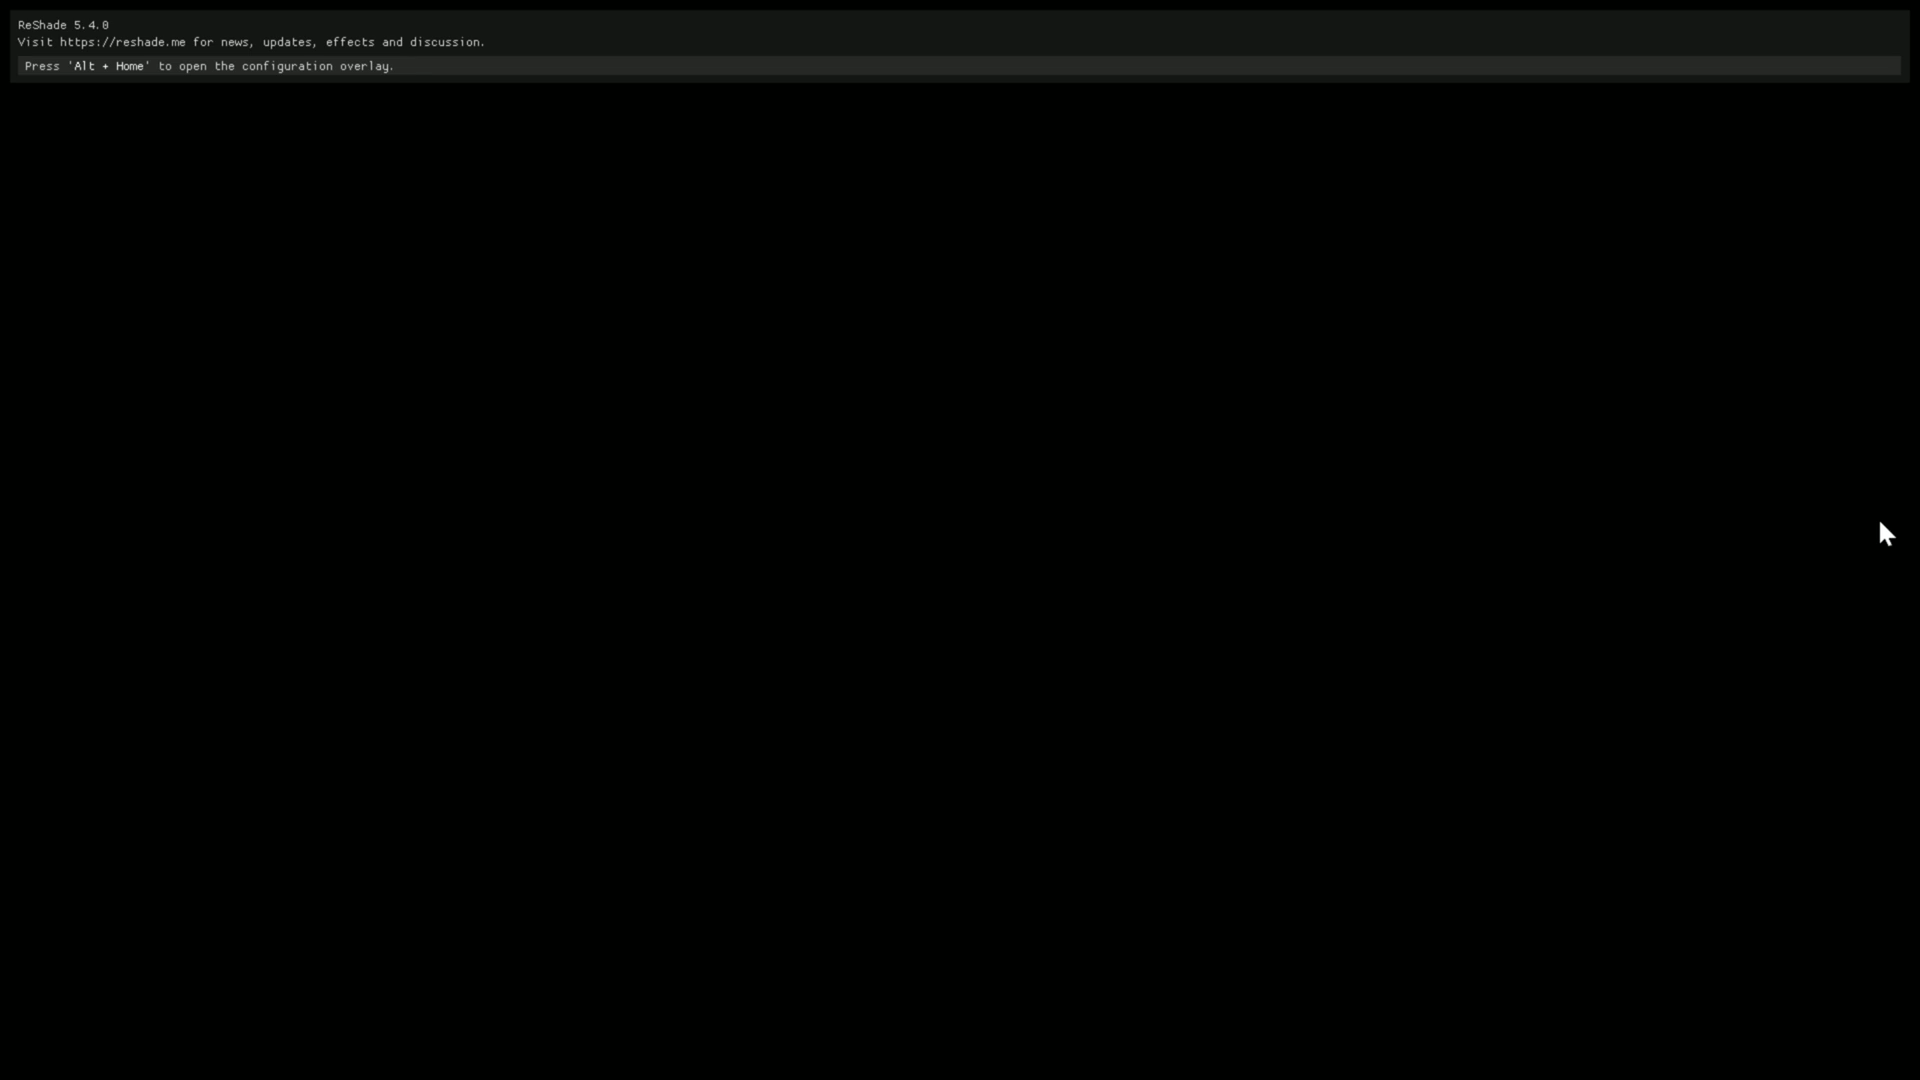 ReShade 5.4.0
Visit https://reshade.me for news, updates, effects and discussion.
Press 'Alt + Home' to open the configuration overlay.